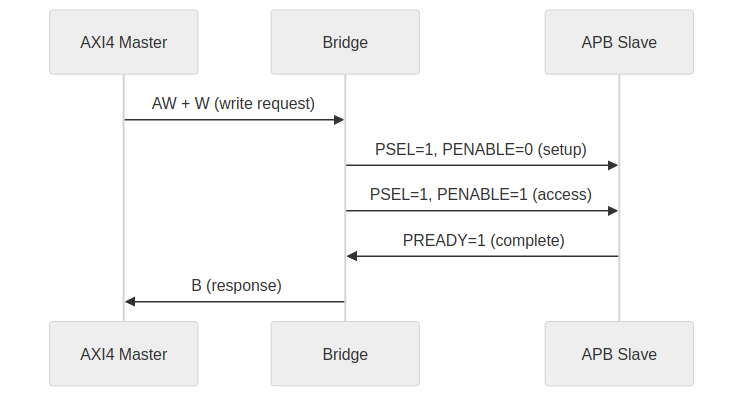 AXI4 Master
Bridge
APB Slave
AW + W (write request)
PSEL=1, PENABLE=0 (setup)
PSEL=1, PENABLE=1 (access)
PREADY=1 (complete)
B (response)
AXI4 Master
Bridge
APB Slave